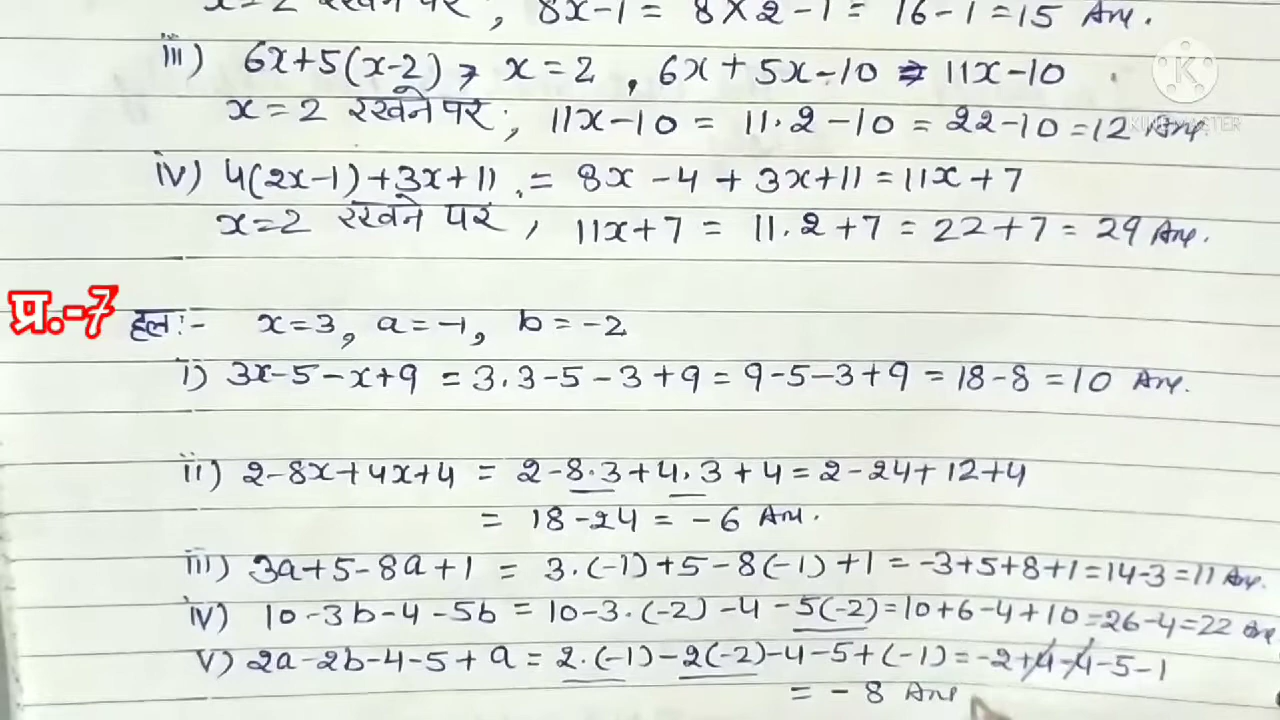 x=2 रखने पर, 8x-1 = 8×2-1= 16-1=15 Ans.
iii) 6x+5(x-2) , x=2 , 6x+5x-10 => 11x-10
x=2 रखने पर; 11x-10 = 11.2-10=22-10=12 Ans.
KINEMASTER
iv) 4(2x-1)+3x+11 = 8x-4+3x+11=11x+7
x=2 रखने पर, 11x+7 = 11.2+7=22+7=29 Ans.
प्र.-7 हल:- x=3, a=-1, b=-2
i) 3x-5-x+9 = 3.3-5-3+9=9-5-3+9=18-8=10 Ans.
ii) 2-8x+4x+4 = 2-8.3+4.3+4=2-24+12+4
= 18-24 = -6 Ans.
iii) 3a+5-8a+1 = 3.(-1)+5-8(-1)+1=-3+5+8+1=14-3=11 Ans.
iv) 10-3b-4-5b=10-3.(-2)-4-5(-2)=10+6-4+10=26-4=22 Ans
v) 2a-2b-4-5+a=2.(-1)-2(-2)-4-5+(-1)=-2+4-4-5-1
= -8 Ans